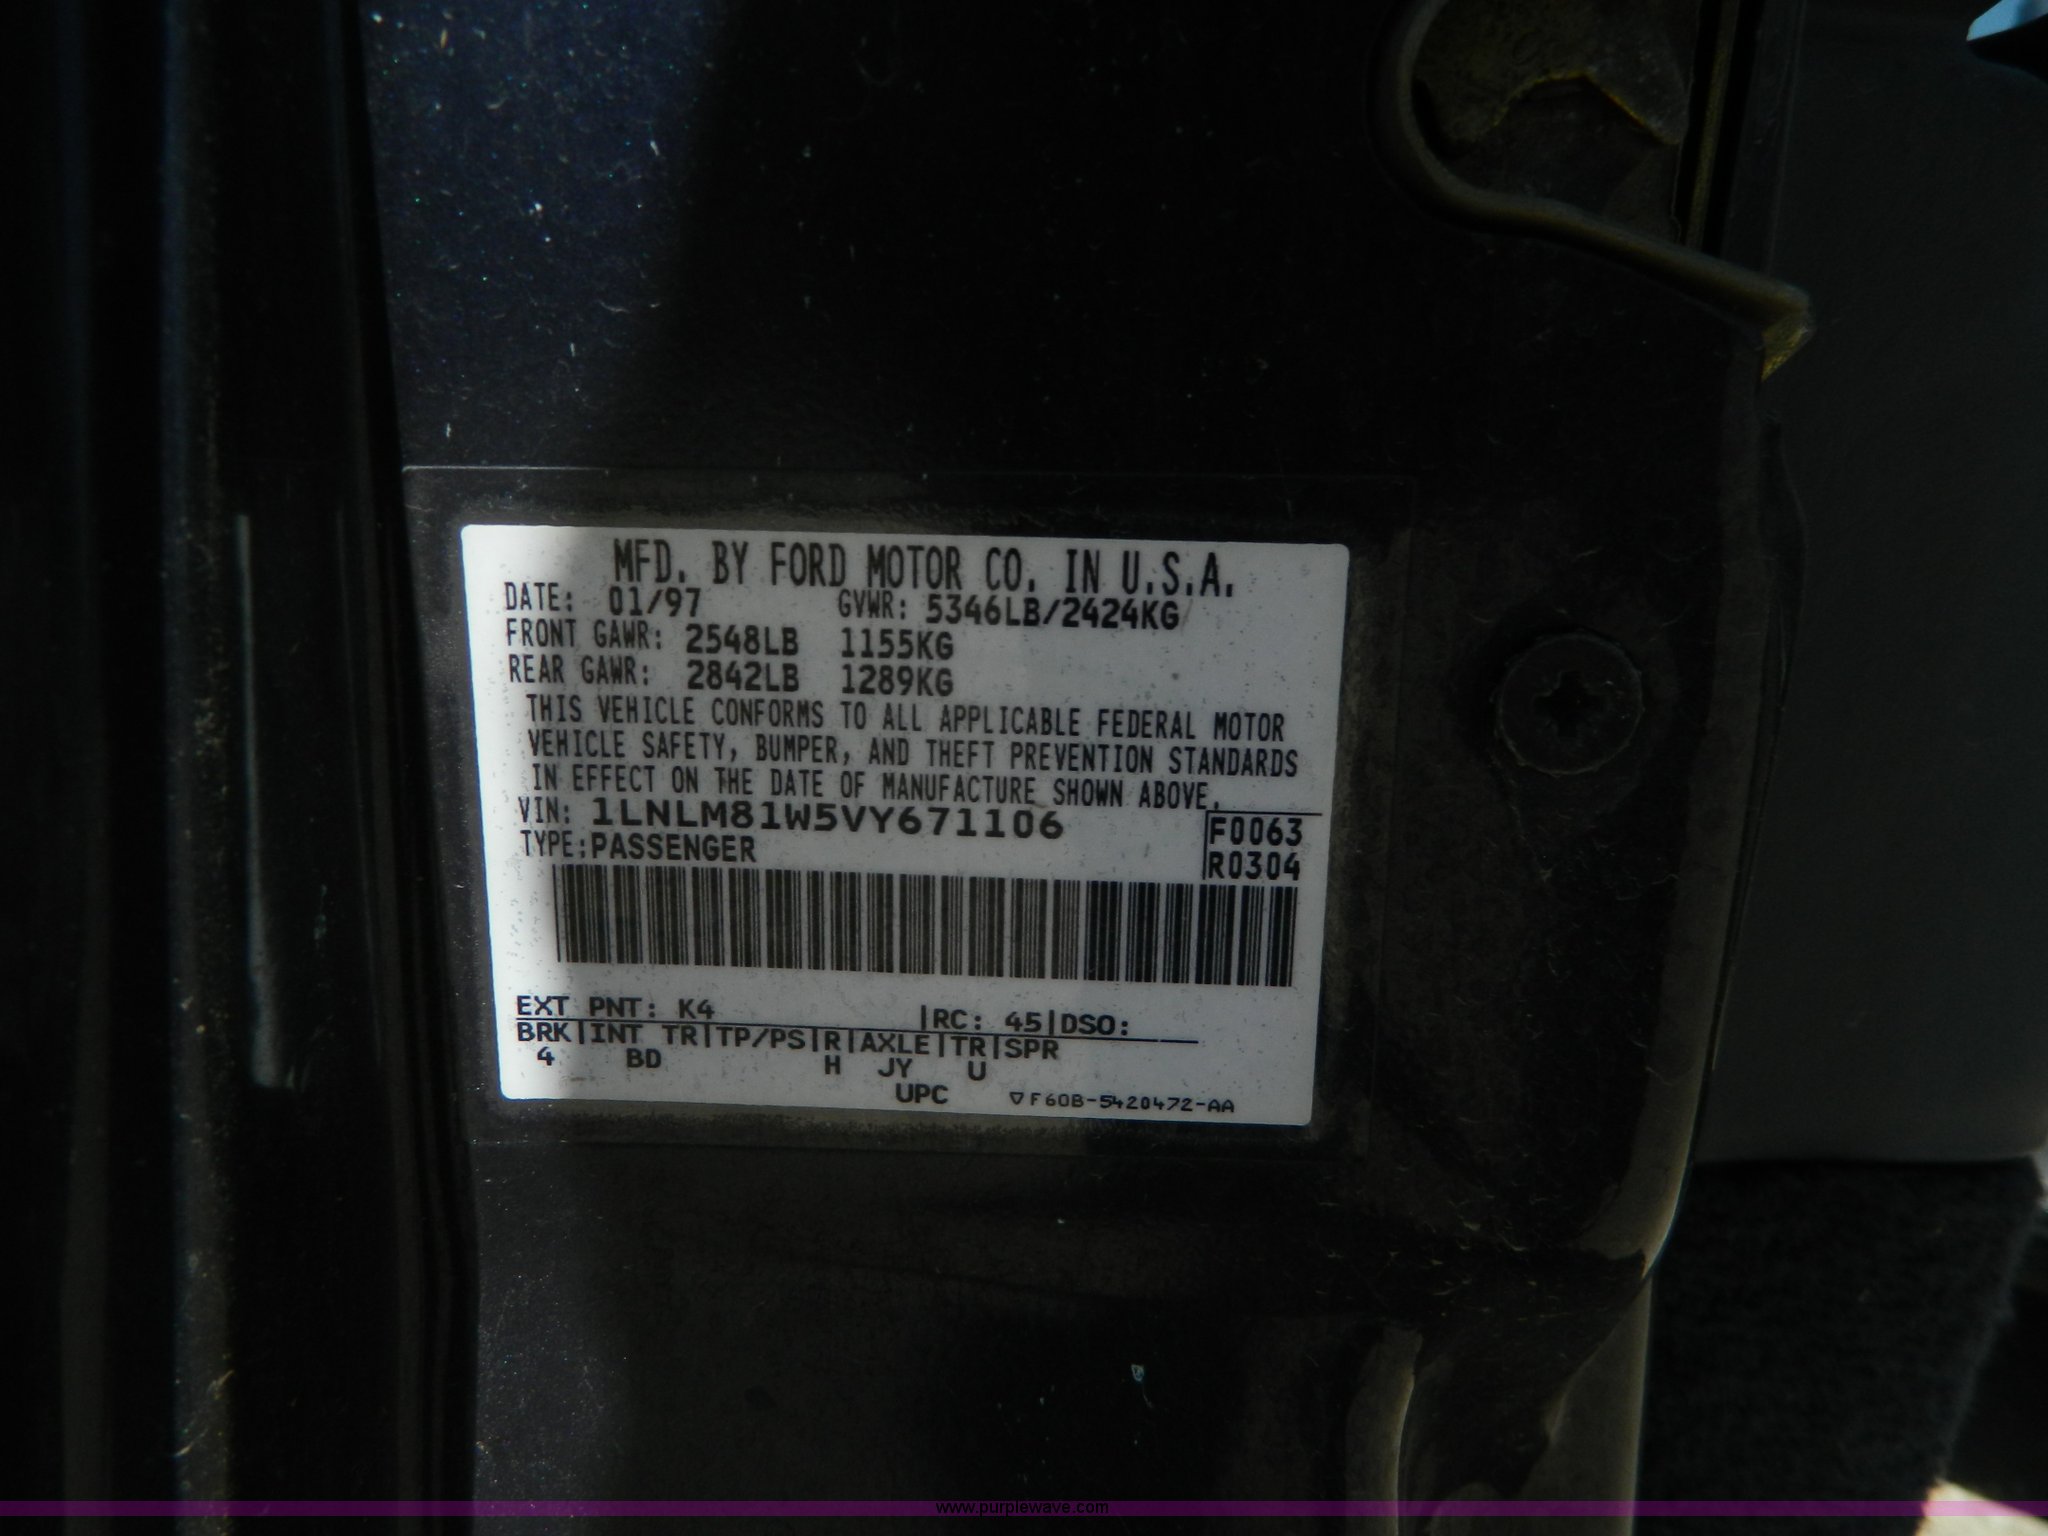 MFD. BY FORD MOTOR CO. IN U.S.A.
DATE: 01/97 GVWR: 5346LB/2424KG
FRONT GAWR: 2548LB 1155KG
REAR GAWR: 2842LB 1289KG
THIS VEHICLE CONFORMS TO ALL APPLICABLE FEDERAL MOTOR
VEHICLE SAFETY, BUMPER, AND THEFT PREVENTION STANDARDS
IN EFFECT ON THE DATE OF MANUFACTURE SHOWN ABOVE.
VIN: 1LNLM81W5VY671106 F0063
TYPE:PASSENGER R0304
EXT PNT: K4 |RC: 45|DSO:
BRK|INT TR|TP/PS|R|AXLE|TR|SPR
4 BD H JY U
UPC ▽F60B-5420472-AA
www.purplewave.com